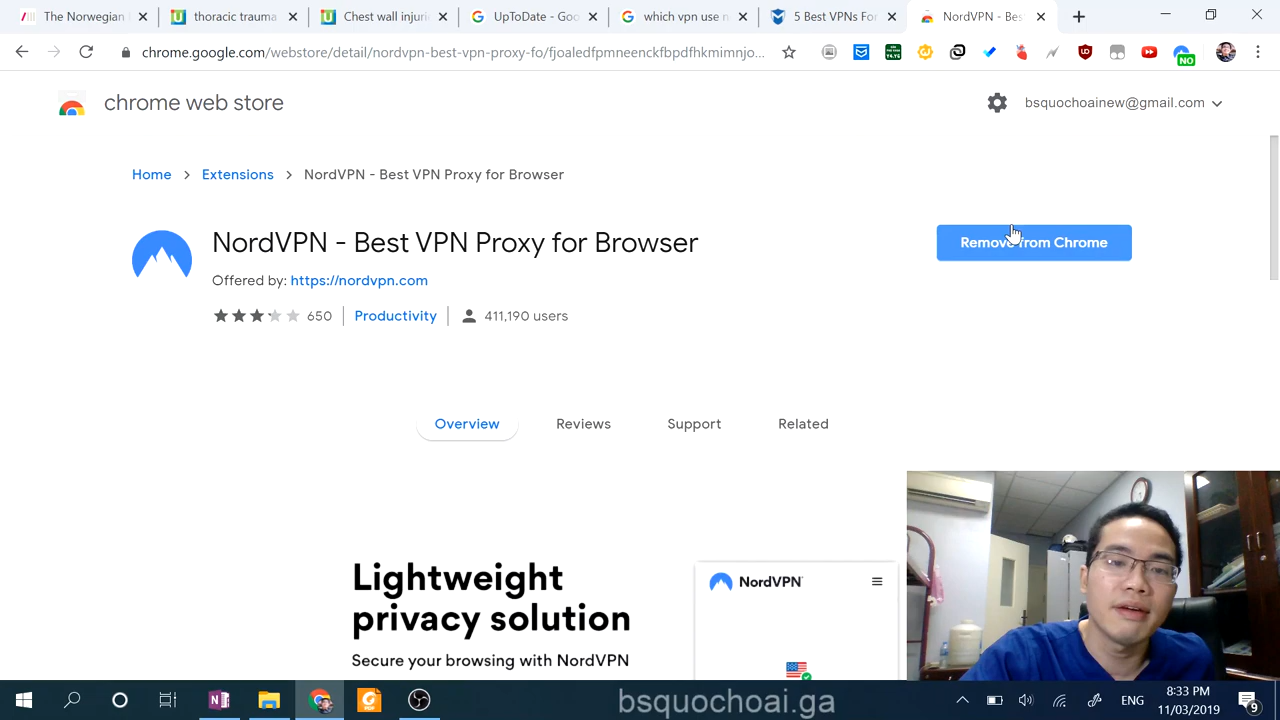 The Norwegian
thoracic trauma
Chest wall injuri
UpToDate - Goo
which vpn use n
5 Best VPNs For
NordVPN - Bes
chrome.google.com/webstore/detail/nordvpn-best-vpn-proxy-fo/fjoaledfpmneenckfbpdfhkmimnjo...
NO
chrome web store
bsquochoainew@gmail.com
Home
Extensions
NordVPN - Best VPN Proxy for Browser
NordVPN - Best VPN Proxy for Browser
Remove from Chrome
Offered by: https://nordvpn.com
650
Productivity
411,190 users
Overview
Reviews
Support
Related
Lightweight
privacy solution
Secure your browsing with NordVPN
NordVPN
bsquochoai.ga
ENG
8:33 PM
11/03/2019
9